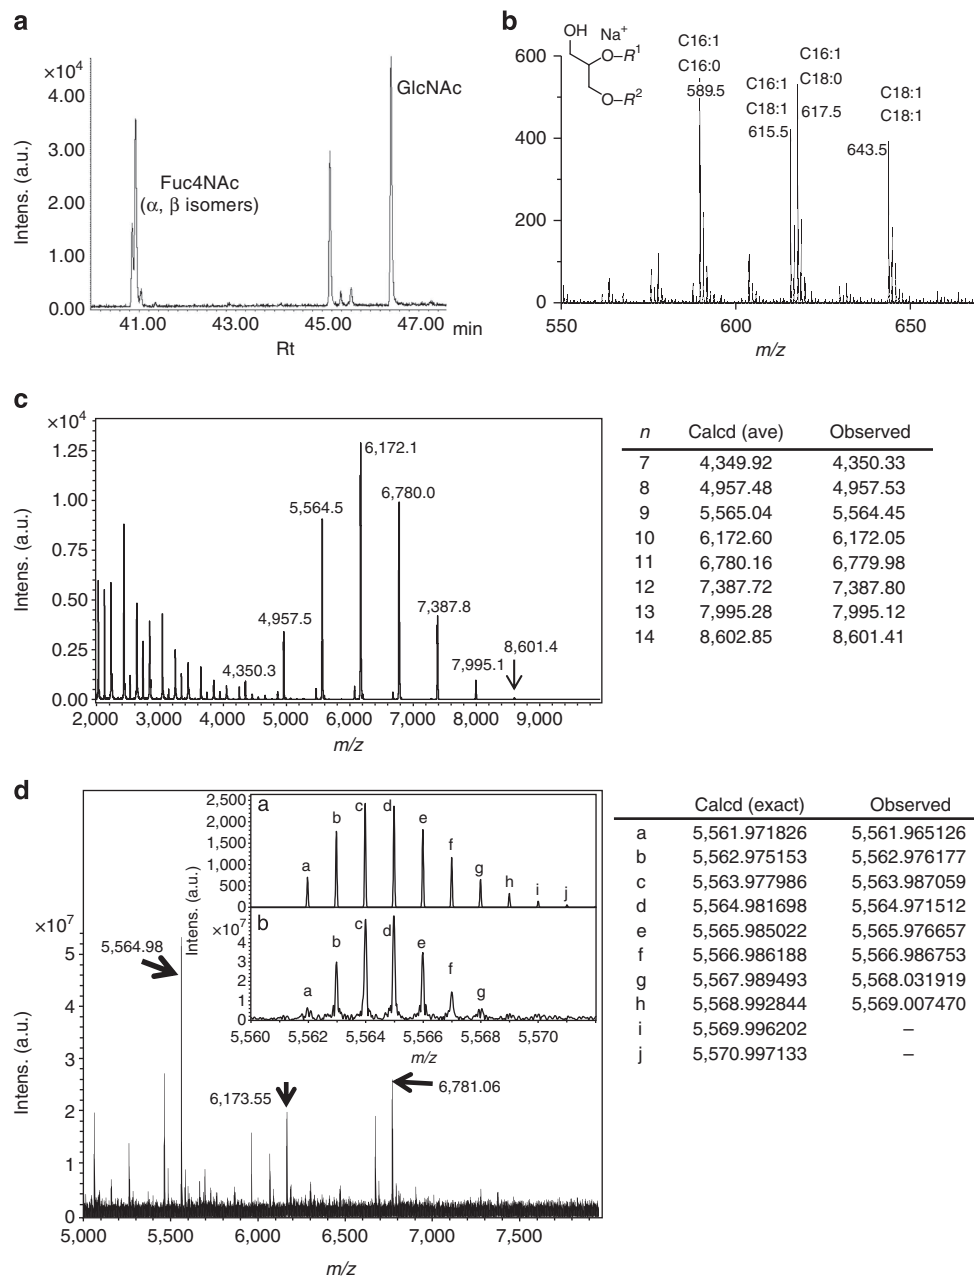 a
×10⁴
4.00
3.00
2.00
1.00
0.00
Intens. (a.u.)
GlcNAc
Fuc4NAc
(α, β isomers)
41.00 43.00 45.00 47.00 min
Rt
b
600
400
200
0
OH Na⁺
O–R¹
O–R²
C16:1
C16:0
589.5
C16:1
C18:1
615.5
C16:1
C18:0
617.5
C18:1
C18:1
643.5
550 600 650
m/z
c
×10⁴
1.25
1.00
0.75
0.50
0.25
0.00
Intens. (a.u.)
4,350.3
4,957.5
5,564.5
6,172.1
6,780.0
7,387.8
7,995.1
8,601.4
2,000 3,000 4,000 5,000 6,000 7,000 8,000 9,000
m/z
n Calcd (ave) Observed
7 4,349.92 4,350.33
8 4,957.48 4,957.53
9 5,565.04 5,564.45
10 6,172.60 6,172.05
11 6,780.16 6,779.98
12 7,387.72 7,387.80
13 7,995.28 7,995.12
14 8,602.85 8,601.41
d
×10⁷
5
4
3
2
1
0
Intens. (a.u.)
5,564.98
6,173.55
6,781.06
5,000 5,500 6,000 6,500 7,000 7,500
m/z
a
2,500
2,000
1,500
1,000
500
0
Intens. (a.u.)
a b c d e f g h i j
b
×10⁷
5
4
3
2
1
0
a b c d e f g
5,560 5,562 5,564 5,566 5,568 5,570
m/z
Calcd (exact) Observed
a 5,561.971826 5,561.965126
b 5,562.975153 5,562.976177
c 5,563.977986 5,563.987059
d 5,564.981698 5,564.971512
e 5,565.985022 5,565.976657
f 5,566.986188 5,566.986753
g 5,567.989493 5,568.031919
h 5,568.992844 5,569.007470
i 5,569.996202 –
j 5,570.997133 –